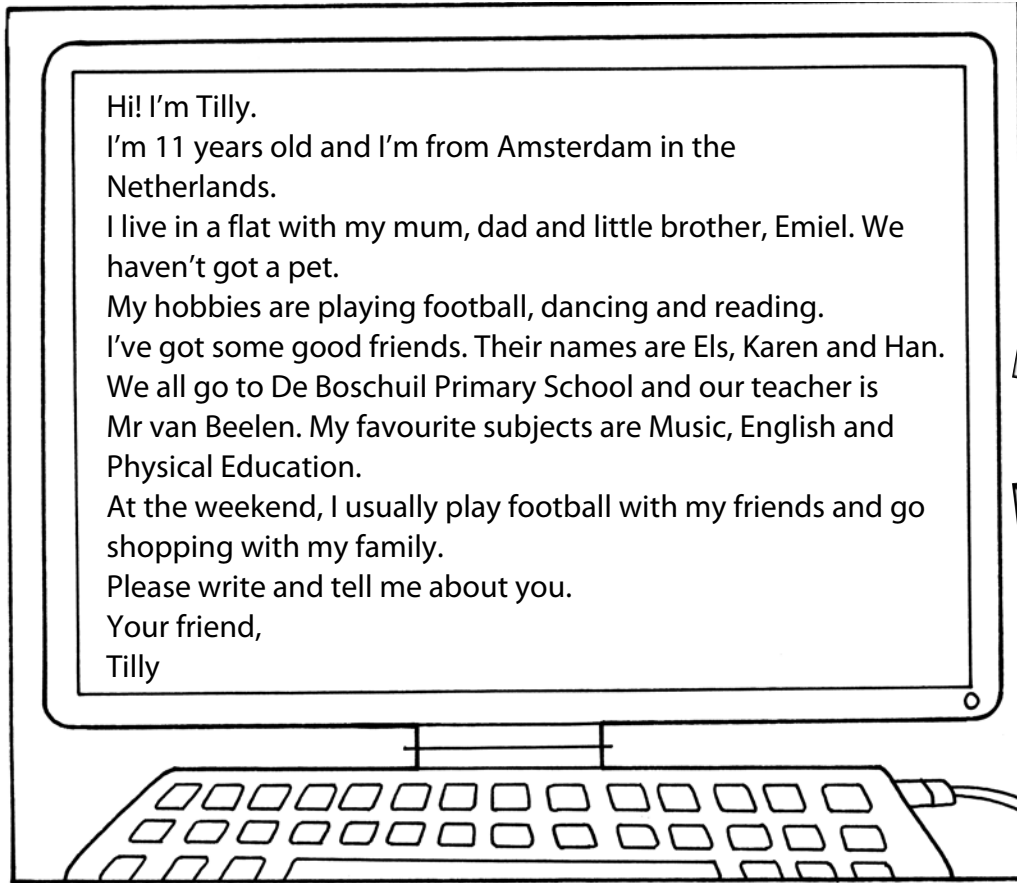 Hi! I’m Tilly.
I’m 11 years old and I’m from Amsterdam in the
Netherlands.
I live in a flat with my mum, dad and little brother, Emiel. We
haven’t got a pet.
My hobbies are playing football, dancing and reading.
I’ve got some good friends. Their names are Els, Karen and Han.
We all go to De Boschuil Primary School and our teacher is
Mr van Beelen. My favourite subjects are Music, English and
Physical Education.
At the weekend, I usually play football with my friends and go
shopping with my family.
Please write and tell me about you.
Your friend,
Tilly